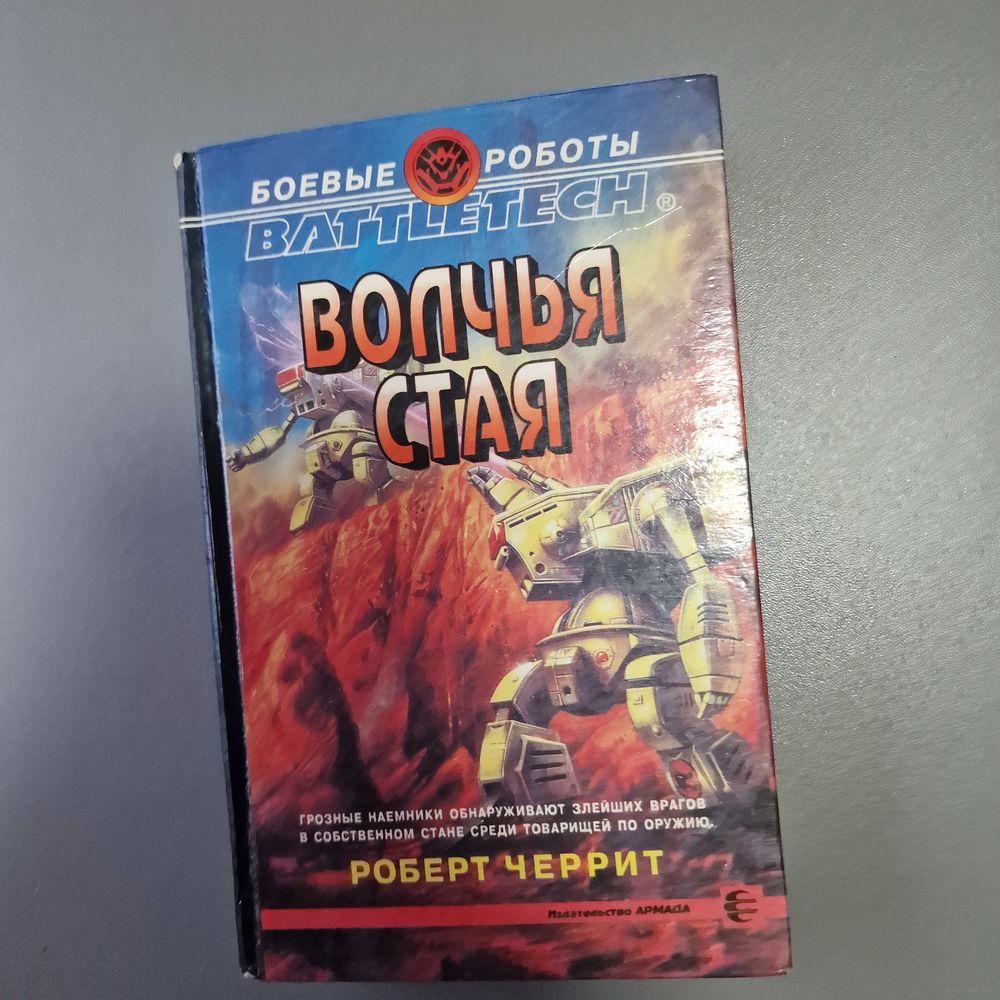 БОЕВЫЕ РОБОТЫ
BATTLETECH®
ВОЛЧЬЯ
СТАЯ
ГРОЗНЫЕ НАЕМНИКИ ОБНАРУЖИВАЮТ ЗЛЕЙШИХ ВРАГОВ
В СОБСТВЕННОМ СТАНЕ СРЕДИ ТОВАРИЩЕЙ ПО ОРУЖИЮ.
РОБЕРТ ЧЕРРИТ
Издательство АРМАДА